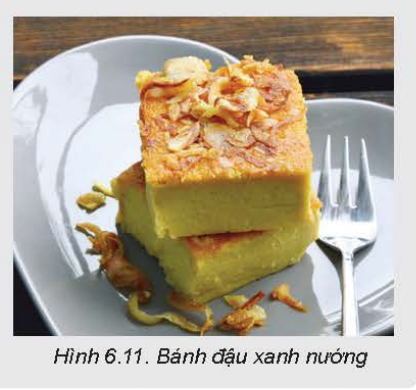 Hình 6.11. Bánh đậu xanh nướng